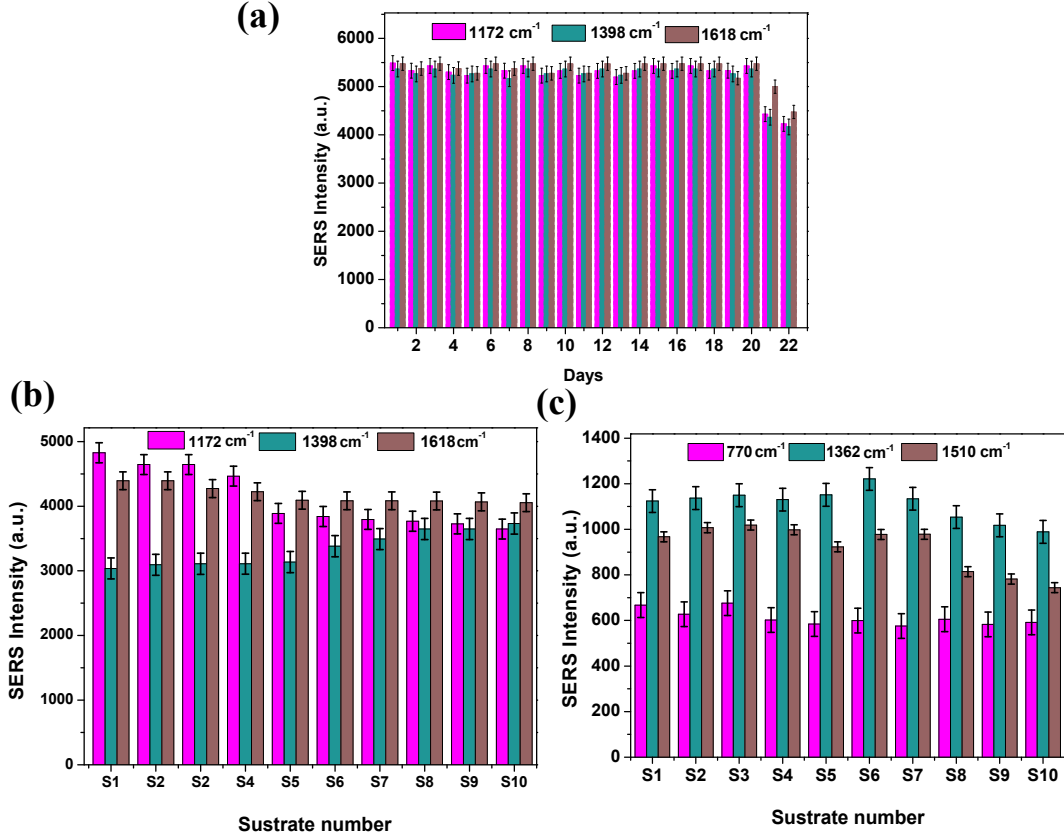 (a)
1172 cm-1 1398 cm-1 1618 cm-1
SERS Intensity (a.u.)
6000
5000
4000
3000
2000
1000
0
2 4 6 8 10 12 14 16 18 20 22
Days
(b)
1172 cm-1 1398 cm-1 1618 cm-1
SERS Intensity (a.u.)
5000
4000
3000
2000
1000
0
S1 S2 S2 S4 S5 S6 S7 S8 S9 S10
Sustrate number
(c)
770 cm-1 1362 cm-1 1510 cm-1
SERS Intensity (a.u.)
1400
1200
1000
800
600
400
200
0
S1 S2 S3 S4 S5 S6 S7 S8 S9 S10
Sustrate number